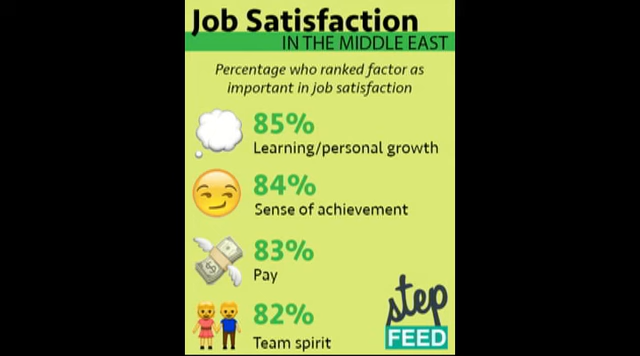 Job Satisfaction
IN THE MIDDLE EAST
Percentage who ranked factor as
important in job satisfaction
85%
Learning/personal growth
84%
Sense of achievement
83%
Pay
82%
Team spirit
step
FEED